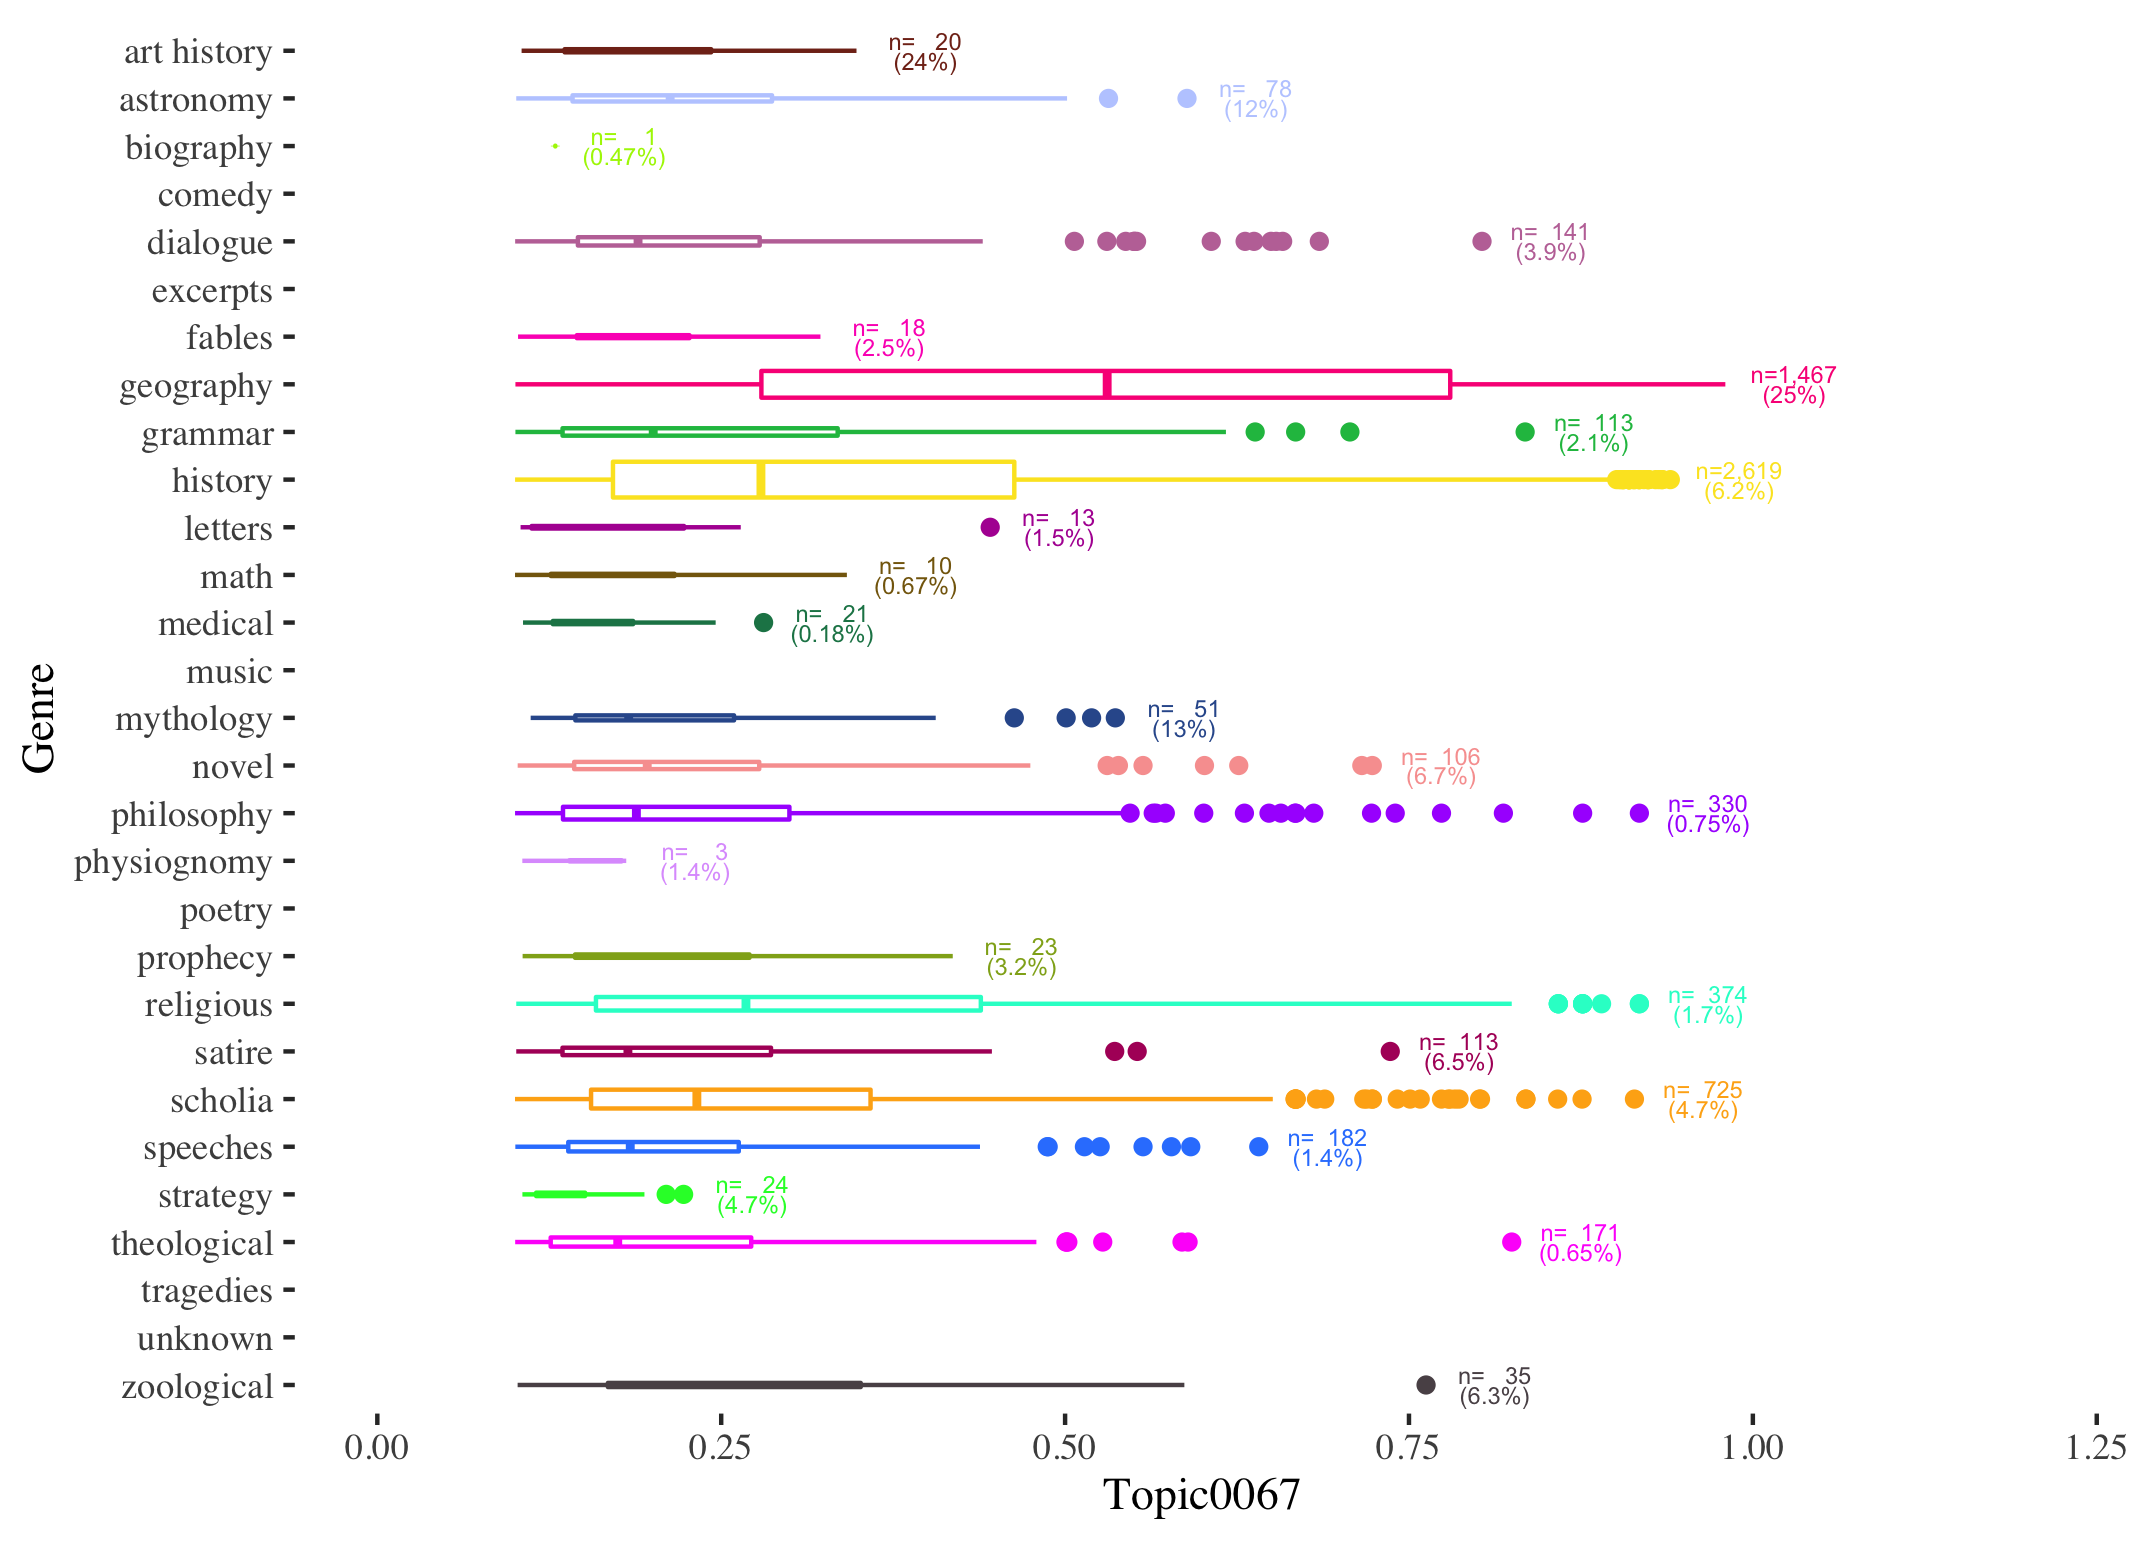 art history
n= 20
(24%)
astronomy
n= 78
(12%)
biography
n= 1
(0.47%)
comedy
dialogue
n= 141
(3.9%)
excerpts
fables
n= 18
(2.5%)
geography
n=1,467
(25%)
grammar
n= 113
(2.1%)
history
n=2,619
(6.2%)
letters
n= 13
(1.5%)
math
n= 10
(0.67%)
medical
n= 21
(0.18%)
music
mythology
n= 51
(13%)
novel
n= 106
(6.7%)
philosophy
n= 330
(0.75%)
physiognomy
n= 3
(1.4%)
poetry
prophecy
n= 23
(3.2%)
religious
n= 374
(1.7%)
satire
n= 113
(6.5%)
scholia
n= 725
(4.7%)
speeches
n= 182
(1.4%)
strategy
n= 24
(4.7%)
theological
n= 171
(0.65%)
tragedies
unknown
zoological
n= 35
(6.3%)
Genre
0.00 0.25 0.50 0.75 1.00 1.25
Topic0067